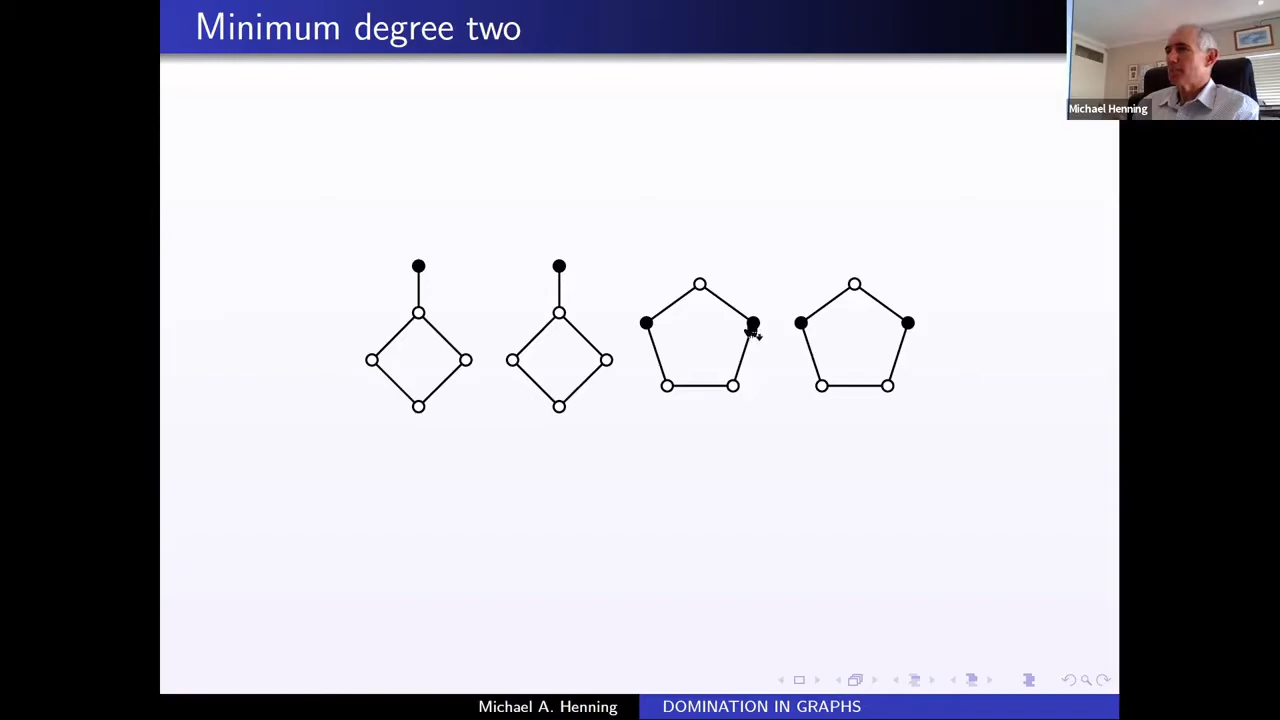 Minimum degree two
Michael Henning
Michael A. Henning
DOMINATION IN GRAPHS